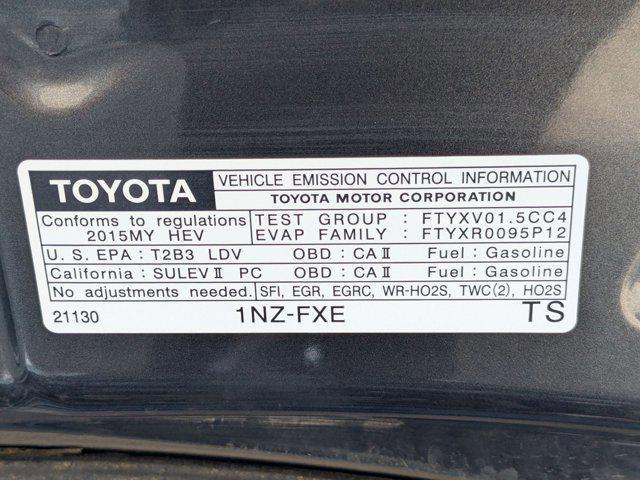 TOYOTA
VEHICLE EMISSION CONTROL INFORMATION
TOYOTA MOTOR CORPORATION
Conforms to regulations
2015MY HEV
TEST GROUP : FTYXV01.5CC4
EVAP FAMILY : FTYXR0095P12
U.S. EPA : T2B3 LDV OBD : CA II Fuel : Gasoline
California : SULEV II PC OBD : CA II Fuel : Gasoline
No adjustments needed. SFI, EGR, EGRC, WR-HO2S, TWC(2), HO2S
21130 1NZ-FXE TS